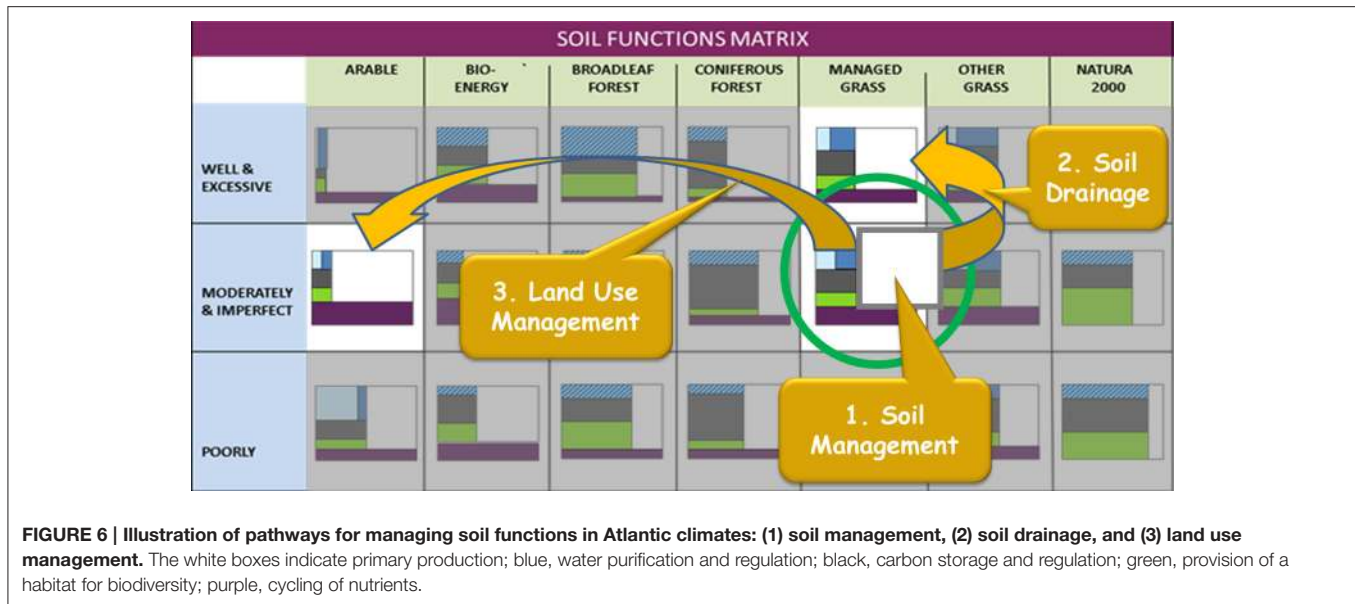 SOIL FUNCTIONS MATRIX
ARABLE
BIO-
ENERGY
BROADLEAF
FOREST
CONIFEROUS
FOREST
MANAGED
GRASS
OTHER
GRASS
NATURA
2000
WELL &
EXCESSIVE
2. Soil
Drainage
MODERATELY
& IMPERFECT
3. Land Use
Management
1. Soil
Management
POORLY
FIGURE 6 | Illustration of pathways for managing soil functions in Atlantic climates: (1) soil management, (2) soil drainage, and (3) land use
management. The white boxes indicate primary production; blue, water purification and regulation; black, carbon storage and regulation; green, provision of a
habitat for biodiversity; purple, cycling of nutrients.